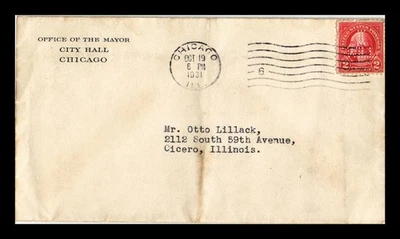 OFFICE OF THE MAYOR
CITY HALL
CHICAGO
CHICAGO
OCT 19
6 PM
1931
ILL.
6
2 2
Mr. Otto Lillack,
2112 South 59th Avenue,
Cicero, Illinois.